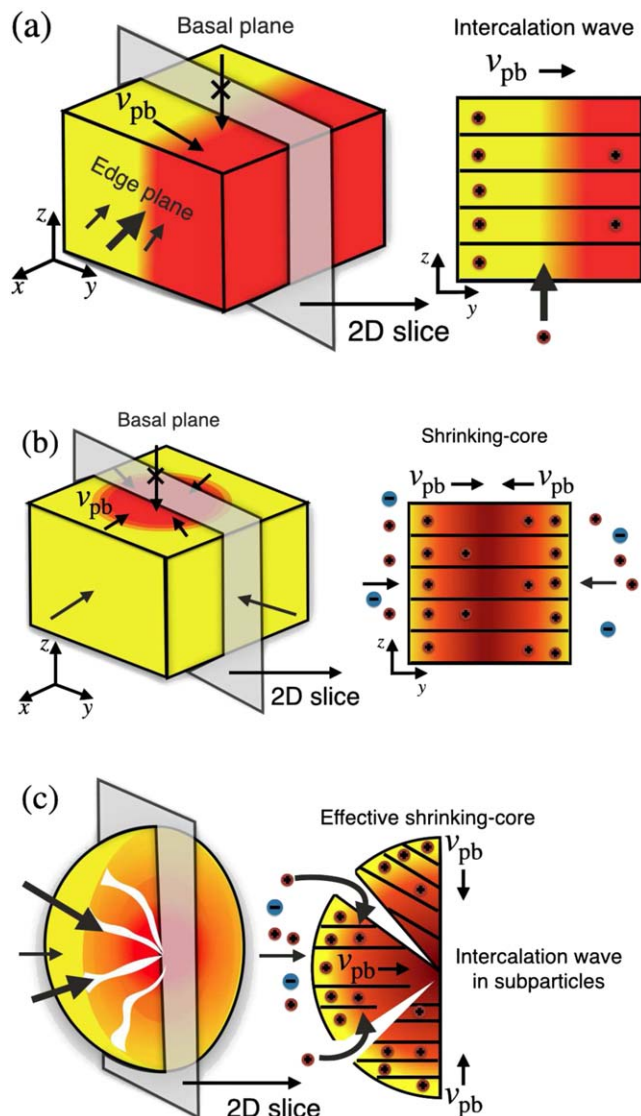 (a)
Basal plane
Intercalation wave
v_pb
v_pb
Edge plane
z
x
y
z
y
2D slice
(b)
Basal plane
Shrinking-core
v_pb
v_pb
v_pb
z
x
y
z
y
2D slice
(c)
Effective shrinking-core
v_pb
v_pb
Intercalation wave
in subparticles
v_pb
2D slice